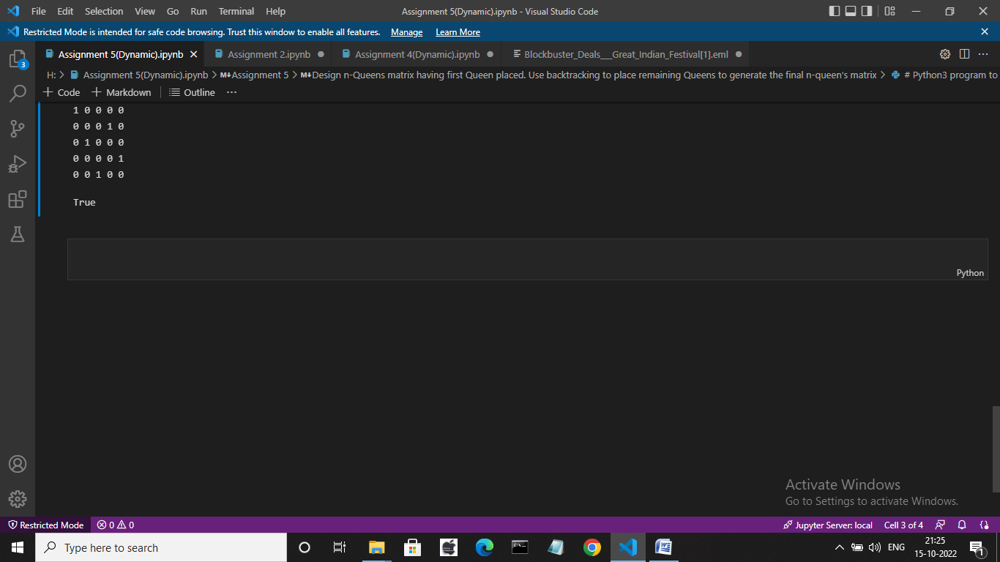 File Edit Selection View Go Run Terminal Help Assignment 5(Dynamic).ipynb - Visual Studio Code
Restricted Mode is intended for safe code browsing. Trust this window to enable all features. Manage Learn More
3
Assignment 5(Dynamic).ipynb Assignment 2.ipynb Assignment 4(Dynamic).ipynb Blockbuster_Deals___Great_Indian_Festival[1].eml
H: > Assignment 5(Dynamic).ipynb > M↓Assignment 5 > M↓Design n-Queens matrix having first Queen placed. Use backtracking to place remaining Queens to generate the final n-queen's matrix > # Python3 program to
+ Code + Markdown Outline ...
1 0 0 0 0
0 0 0 1 0
0 1 0 0 0
0 0 0 0 1
0 0 1 0 0
True
Python
Activate Windows
Go to Settings to activate Windows.
Restricted Mode 0 0 Jupyter Server: local Cell 3 of 4
Type here to search ENG 21:25
15-10-2022 1